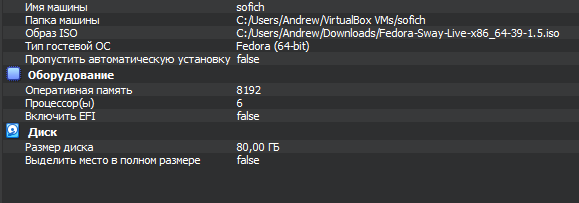 Имя машины sofich
Папка машины C:/Users/Andrew/VirtualBox VMs/sofich
Образ ISO C:/Users/Andrew/Downloads/Fedora-Sway-Live-x86_64-39-1.5.iso
Тип гостевой ОС Fedora (64-bit)
Пропустить автоматическую установку false
Оборудование
Оперативная память 8192
Процессор(ы) 6
Включить EFI false
Диск
Размер диска 80,00 ГБ
Выделить место в полном размере false